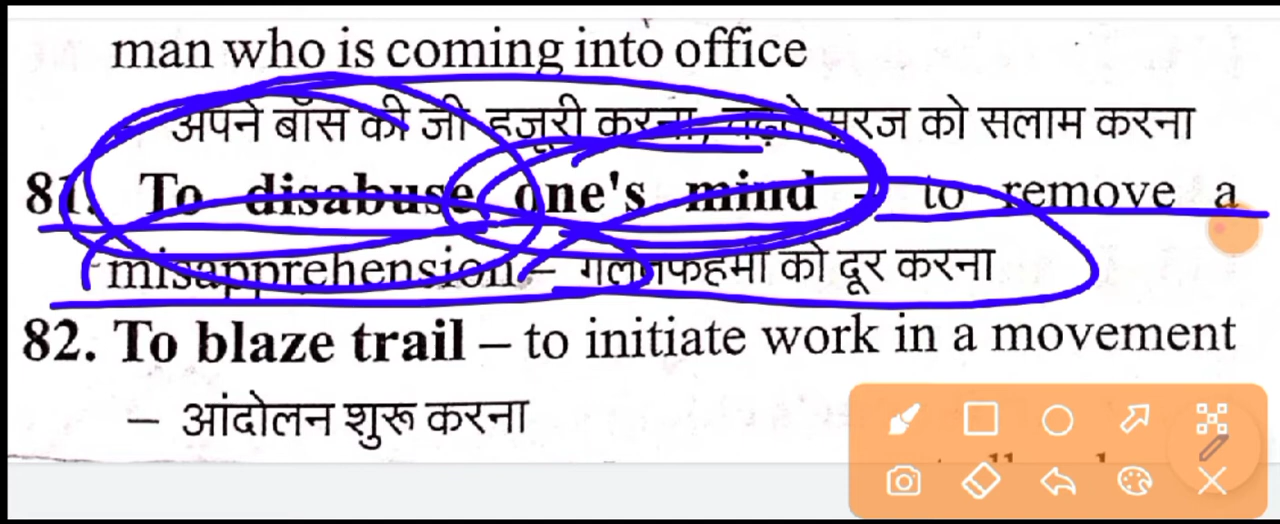 man who is coming into office
अपने बॉस की जी हजूरी करना, चढ़ते सूरज को सलाम करना
81. To disabuse one's mind – to remove a
misapprehension – गलतफहमी को दूर करना
82. To blaze trail – to initiate work in a movement
– आंदोलन शुरू करना